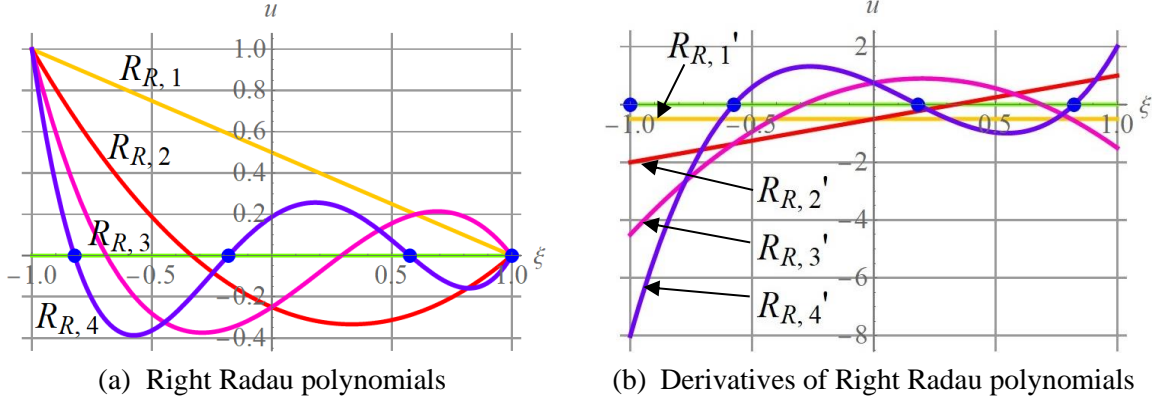 u
1.0
0.8
0.6
0.4
0.2
-0.2
-0.4
-1.0 -0.5 0.5 1.0 ξ
R_{R, 1}
R_{R, 2}
R_{R, 3}
R_{R, 4}
(a) Right Radau polynomials
u
2
-2
-4
-6
-8
-1.0 -0.5 0.5 1.0 ξ
R_{R, 1}'
R_{R, 2}'
R_{R, 3}'
R_{R, 4}'
(b) Derivatives of Right Radau polynomials